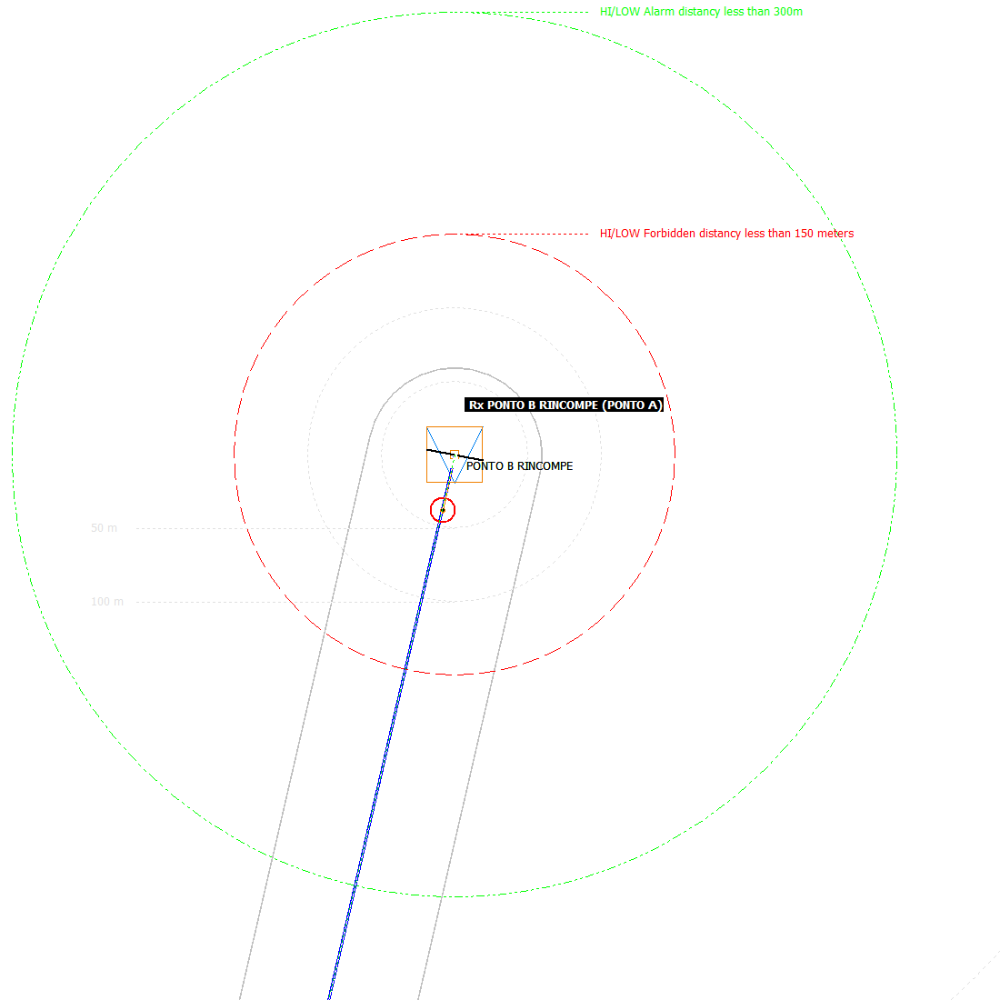 HI/LOW Alarm distancy less than 300m
HI/LOW Forbidden distancy less than 150 meters
Rx PONTO B RINCOMPE (PONTO A)
PONTO B RINCOMPE
50 m
100 m